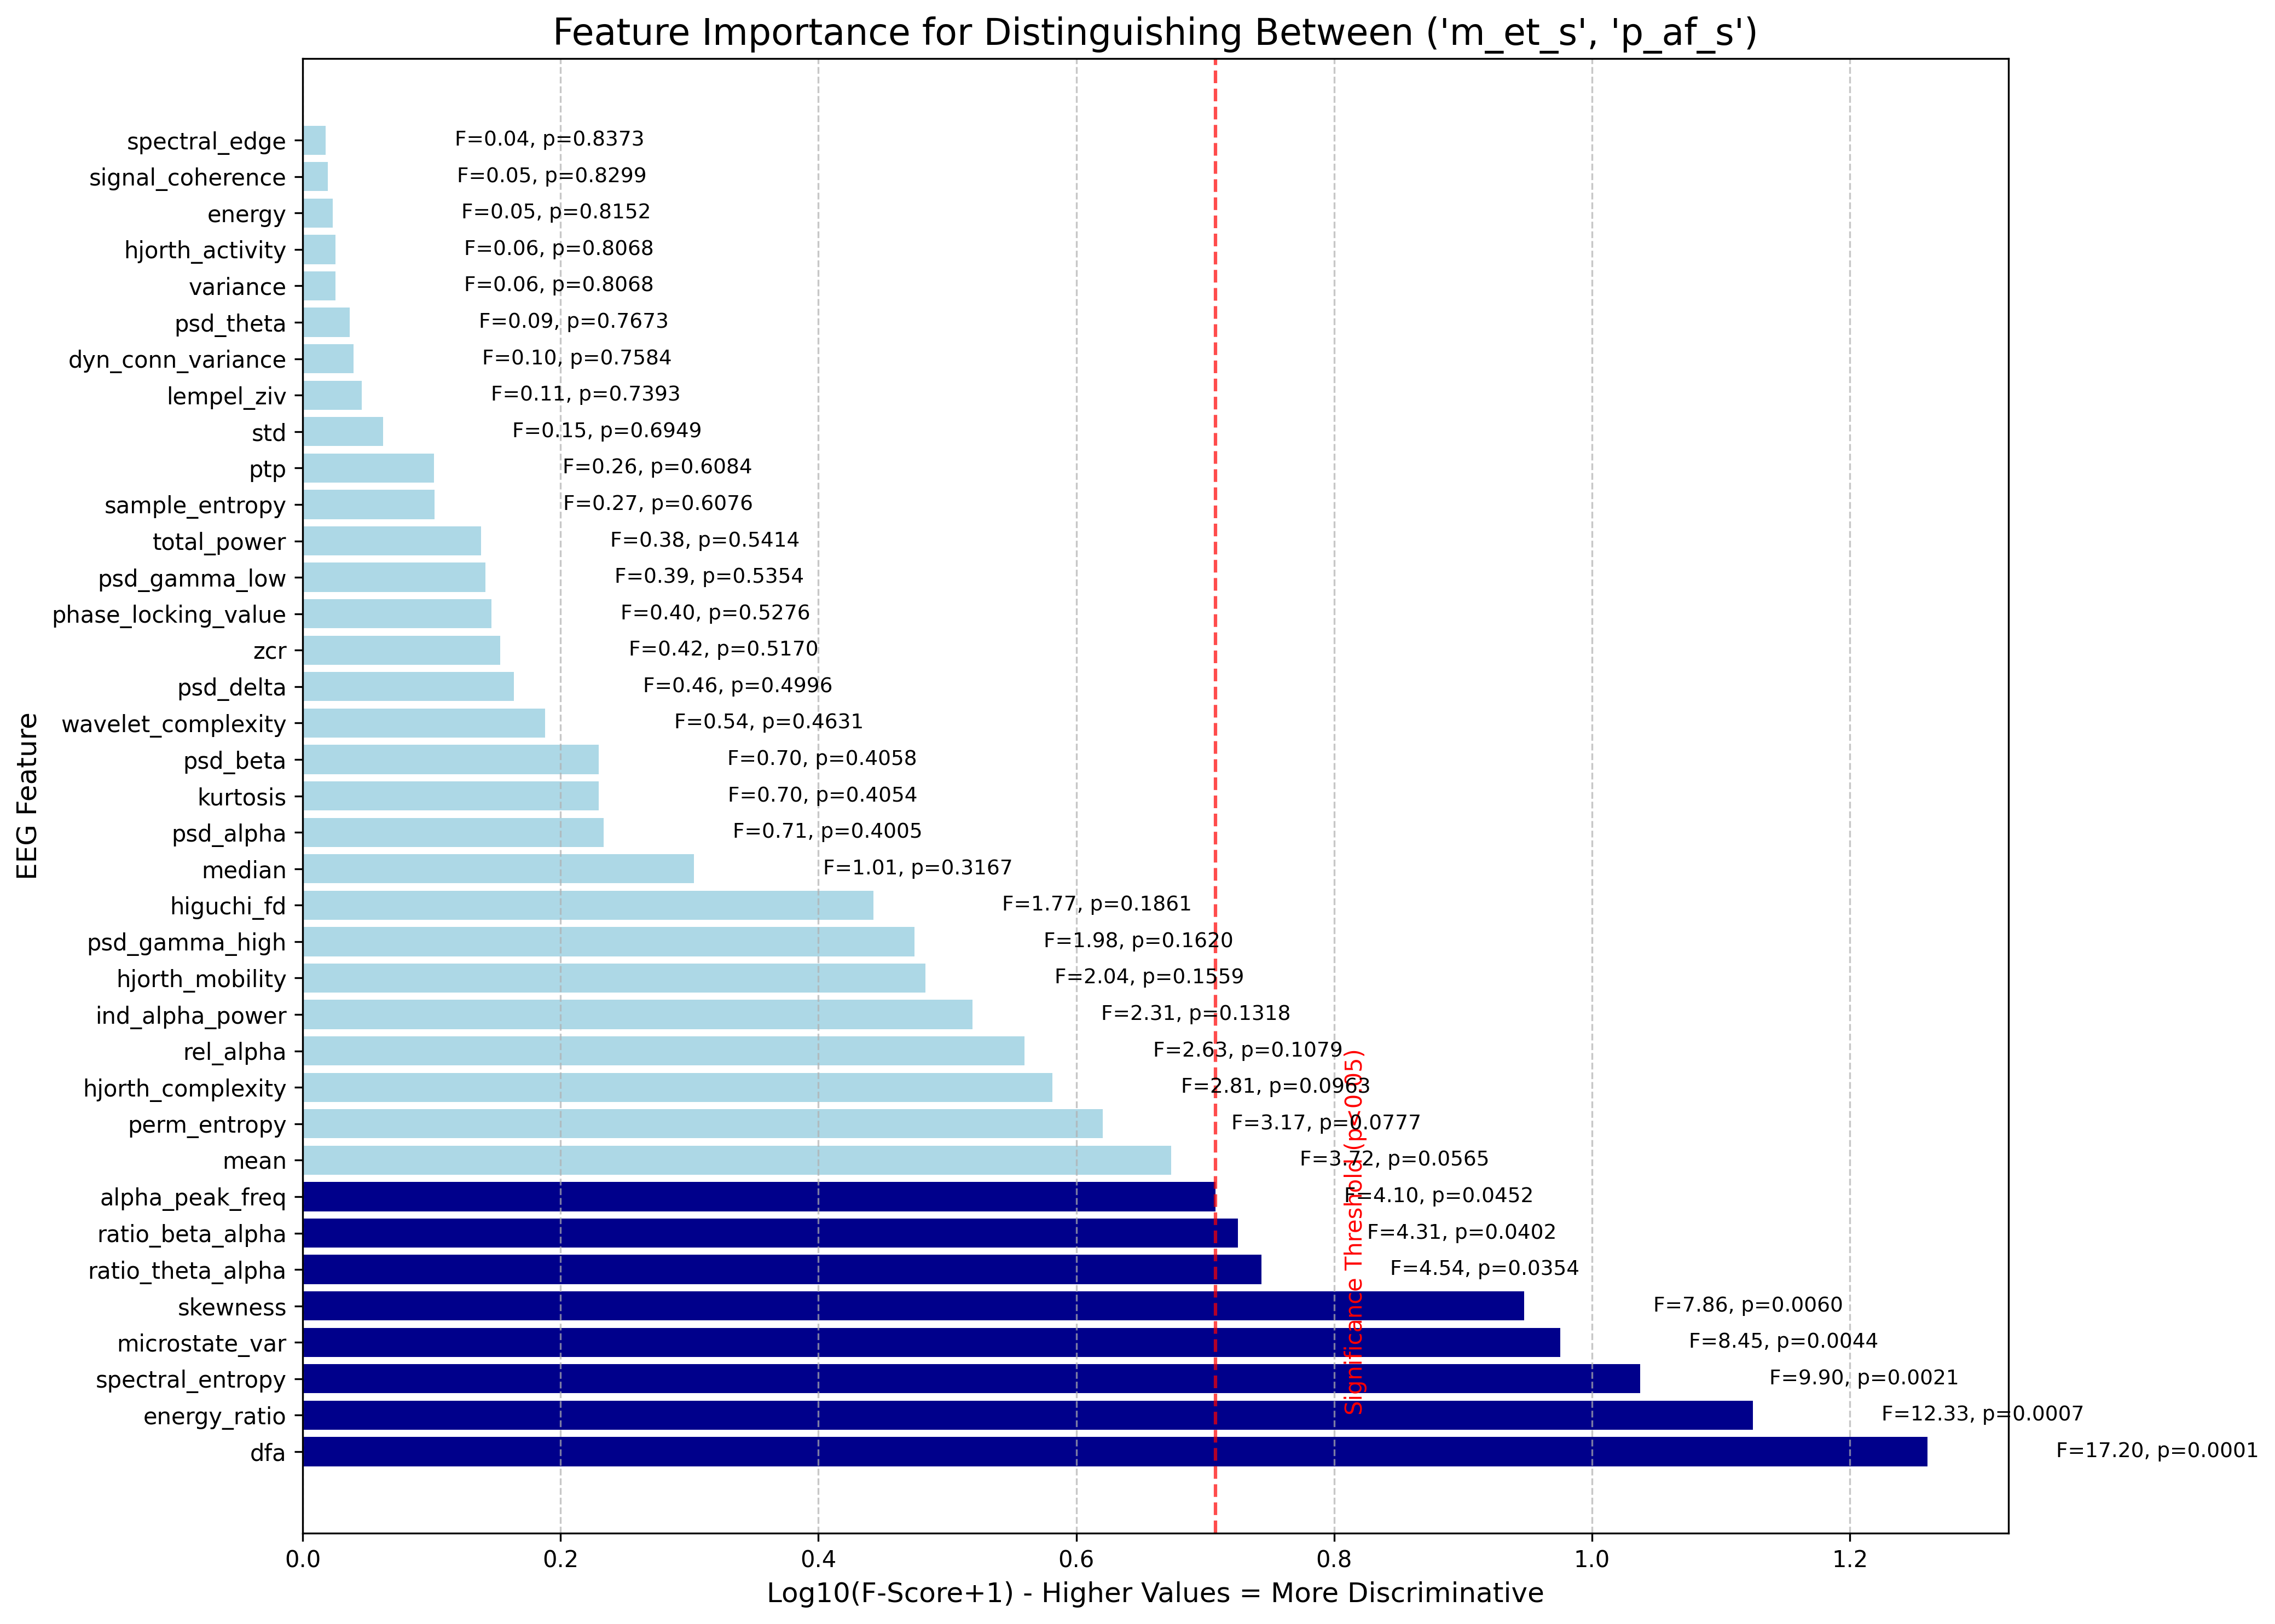 Feature Importance for Distinguishing Between ('m_et_s', 'p_af_s')
spectral_edge F=0.04, p=0.8373
signal_coherence F=0.05, p=0.8299
energy F=0.05, p=0.8152
hjorth_activity F=0.06, p=0.8068
variance F=0.06, p=0.8068
psd_theta F=0.09, p=0.7673
dyn_conn_variance F=0.10, p=0.7584
lempel_ziv F=0.11, p=0.7393
std F=0.15, p=0.6949
ptp F=0.26, p=0.6084
sample_entropy F=0.27, p=0.6076
total_power F=0.38, p=0.5414
psd_gamma_low F=0.39, p=0.5354
phase_locking_value F=0.40, p=0.5276
zcr F=0.42, p=0.5170
psd_delta F=0.46, p=0.4996
wavelet_complexity F=0.54, p=0.4631
psd_beta F=0.70, p=0.4058
kurtosis F=0.70, p=0.4054
psd_alpha F=0.71, p=0.4005
median F=1.01, p=0.3167
higuchi_fd F=1.77, p=0.1861
psd_gamma_high F=1.98, p=0.1620
hjorth_mobility F=2.04, p=0.1559
ind_alpha_power F=2.31, p=0.1318
rel_alpha F=2.63, p=0.1079
hjorth_complexity F=2.81, p=0.0963
perm_entropy F=3.17, p=0.0777
mean F=3.72, p=0.0565
alpha_peak_freq F=4.10, p=0.0452
ratio_beta_alpha F=4.31, p=0.0402
ratio_theta_alpha F=4.54, p=0.0354
skewness F=7.86, p=0.0060
microstate_var F=8.45, p=0.0044
spectral_entropy F=9.90, p=0.0021
energy_ratio F=12.33, p=0.0007
dfa F=17.20, p=0.0001
EEG Feature
Significance Threshold (p<0.05)
0.0 0.2 0.4 0.6 0.8 1.0 1.2
Log10(F-Score+1) - Higher Values = More Discriminative